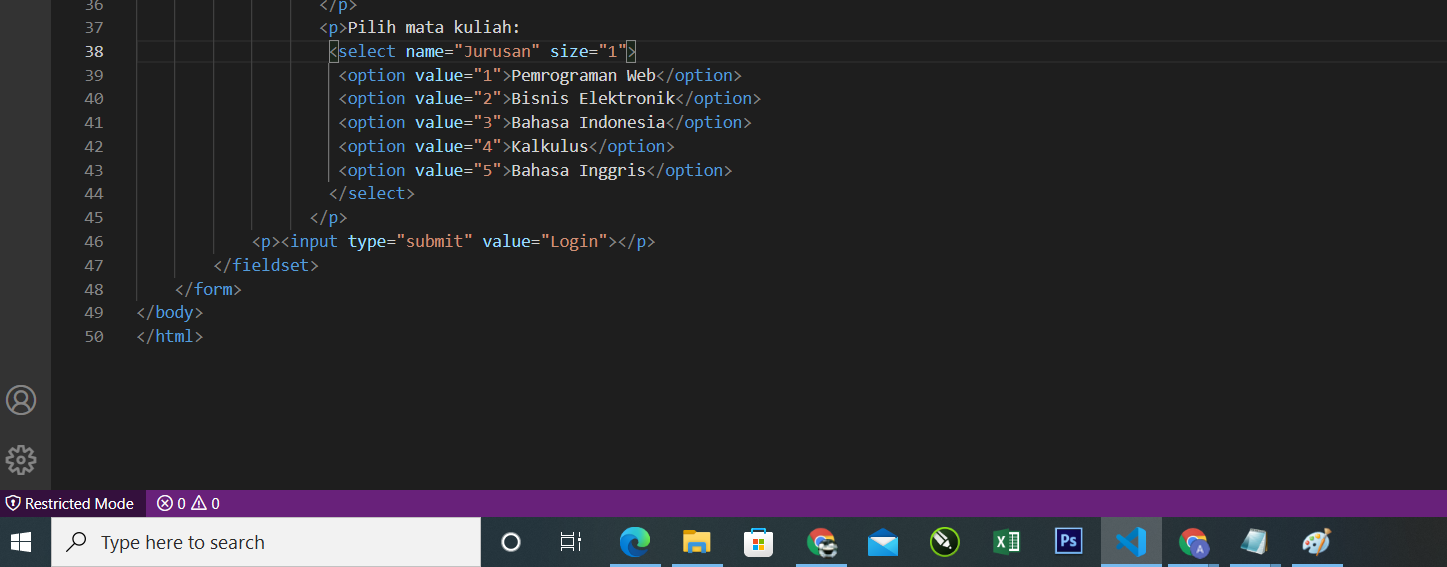 36 </p>
37 <p>Pilih mata kuliah:
38 <select name="Jurusan" size="1">
39 <option value="1">Pemrograman Web</option>
40 <option value="2">Bisnis Elektronik</option>
41 <option value="3">Bahasa Indonesia</option>
42 <option value="4">Kalkulus</option>
43 <option value="5">Bahasa Inggris</option>
44 </select>
45 </p>
46 <p><input type="submit" value="Login"></p>
47 </fieldset>
48 </form>
49 </body>
50 </html>
Restricted Mode 0 0
Type here to search Ps A